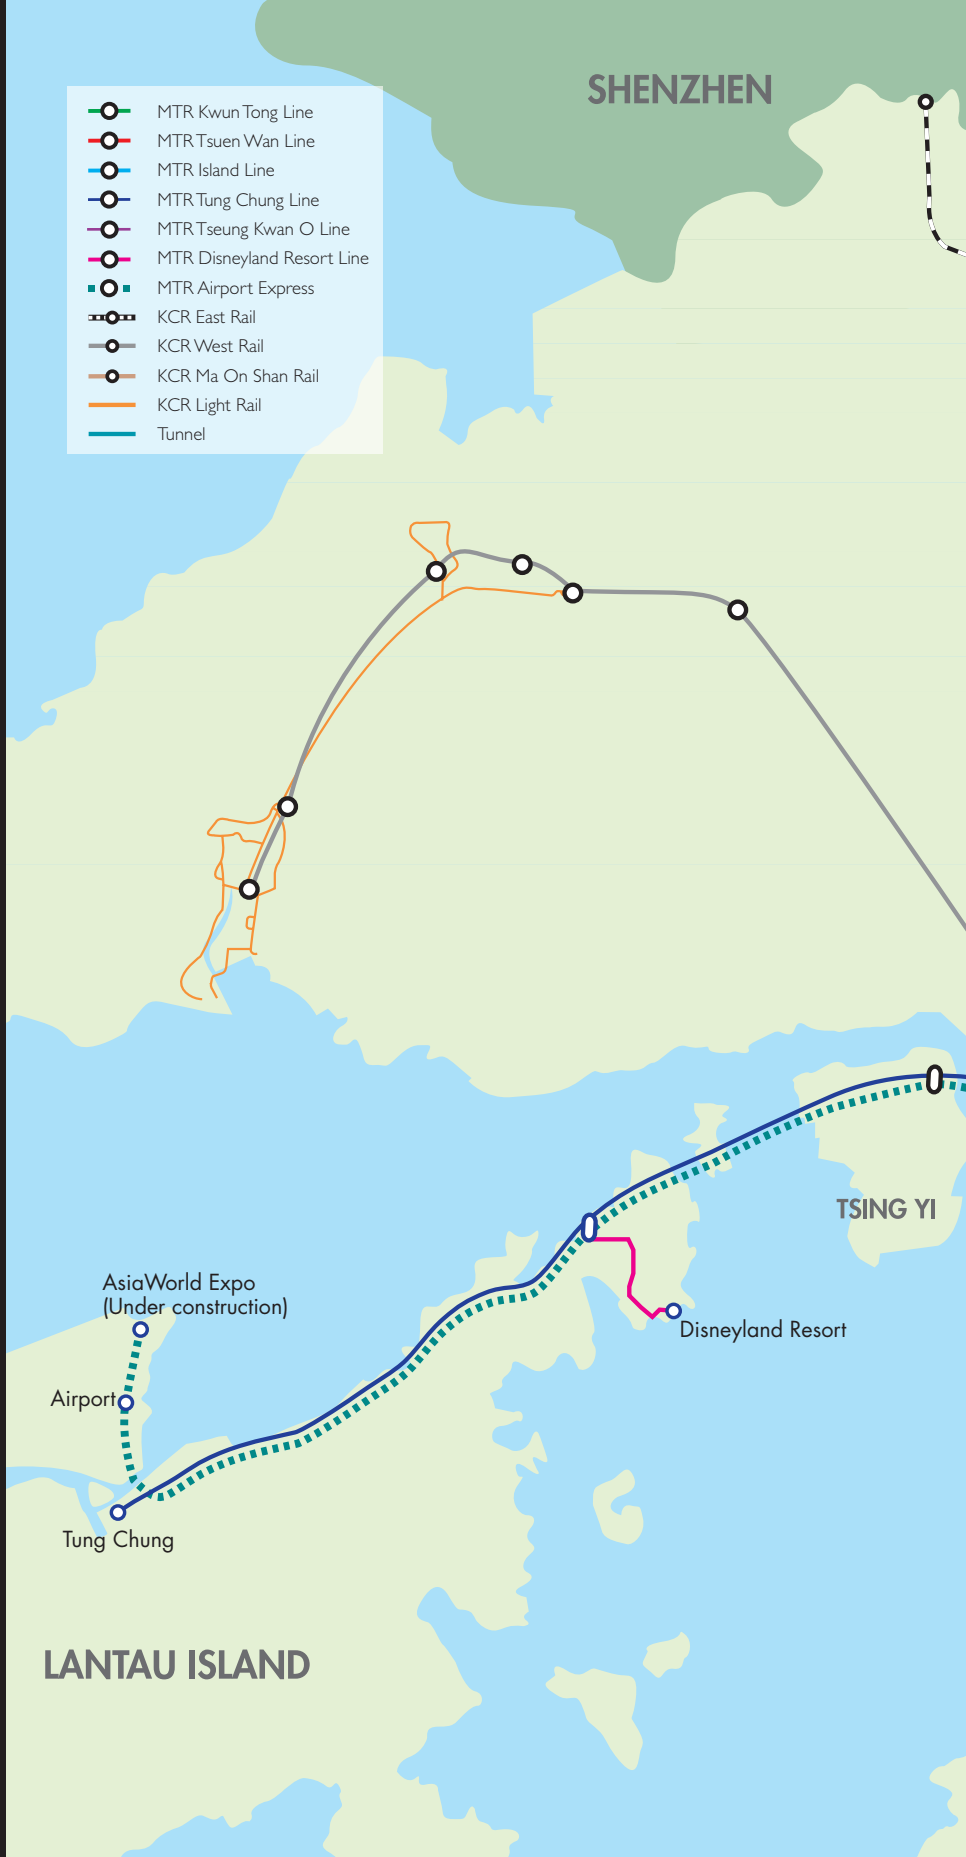 SHENZHEN
MTR Kwun Tong Line
MTR Tsuen Wan Line
MTR Island Line
MTR Tung Chung Line
MTR Tseung Kwan O Line
MTR Disneyland Resort Line
MTR Airport Express
KCR East Rail
KCR West Rail
KCR Ma On Shan Rail
KCR Light Rail
Tunnel
TSING YI
AsiaWorld Expo
(Under construction)
Disneyland Resort
Airport
Tung Chung
LANTAU ISLAND